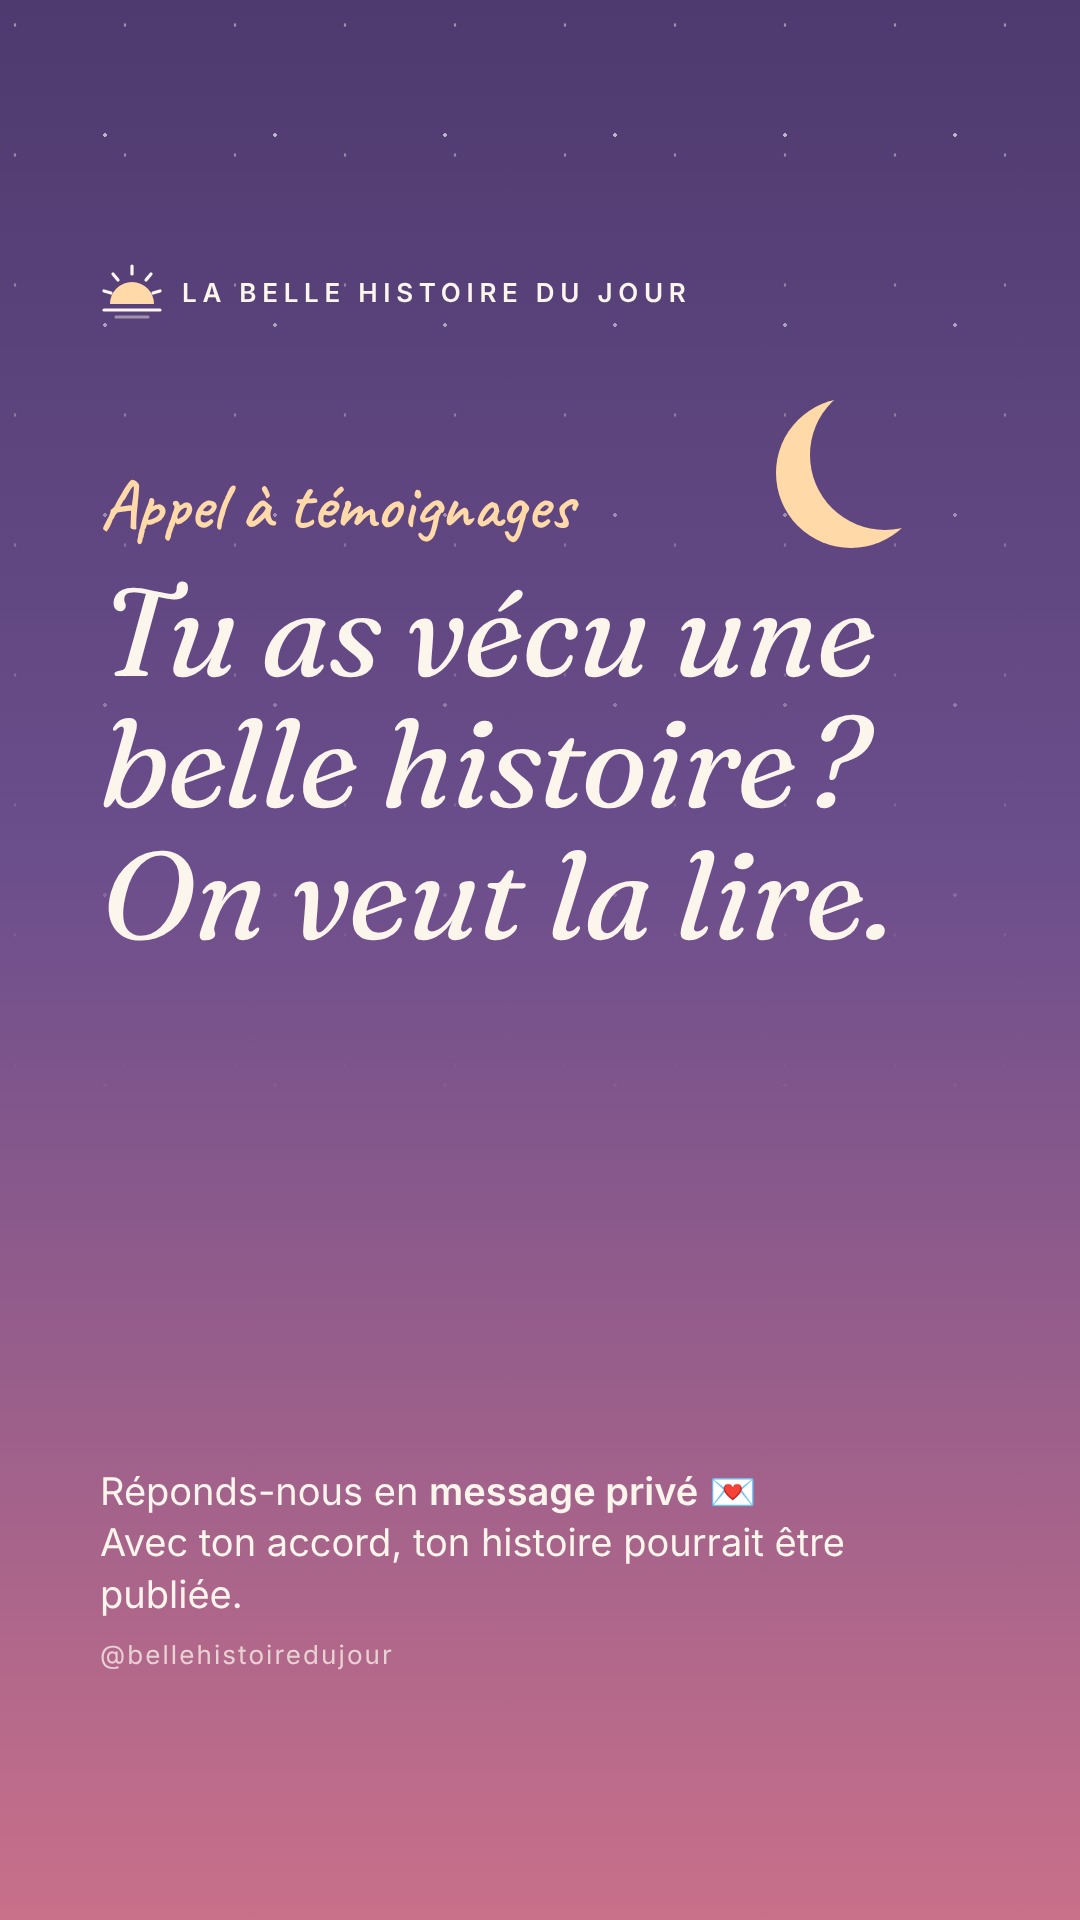 LA BELLE HISTOIRE DU JOUR
Appel à témoignages
Tu as vécu une
belle histoire ?
On veut la lire.
Réponds-nous en message privé 💌
Avec ton accord, ton histoire pourrait être
publiée.
@bellehistoiredujour